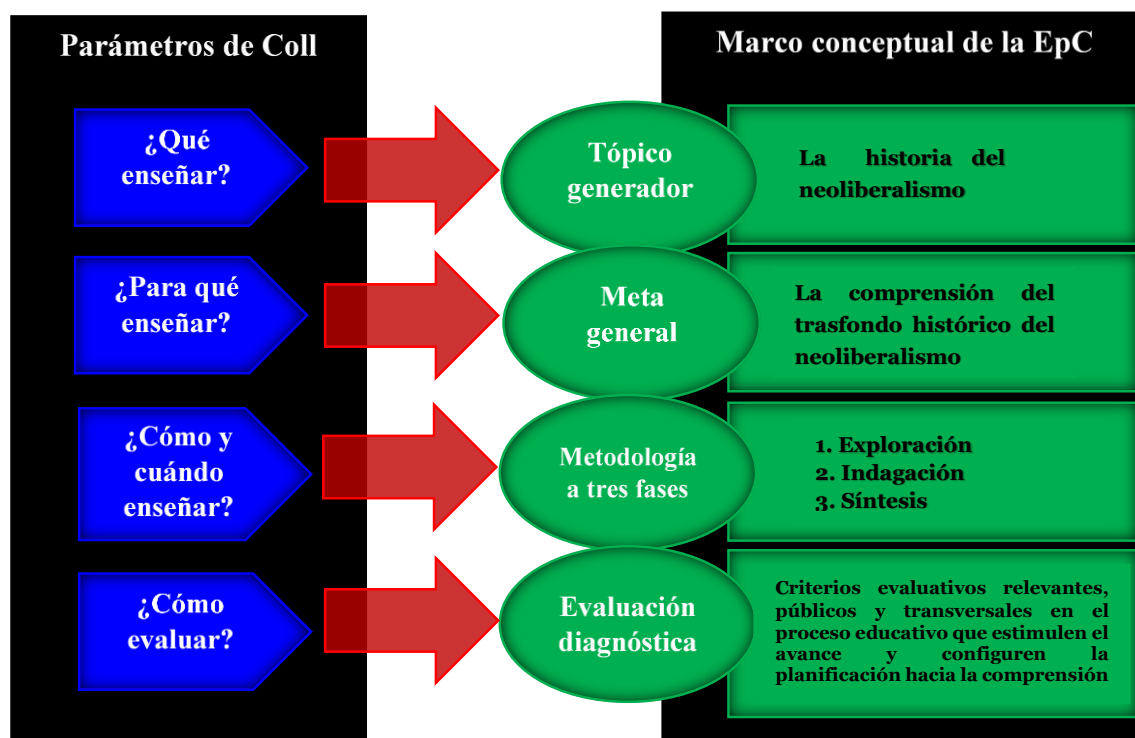 Parámetros de Coll
Marco conceptual de la EpC
¿Qué
enseñar?
Tópico
generador
La historia del
neoliberalismo
¿Para qué
enseñar?
Meta
general
La comprensión del
trasfondo histórico del
neoliberalismo
¿Cómo y
cuándo
enseñar?
Metodología
a tres fases
1. Exploración
2. Indagación
3. Síntesis
¿Cómo
evaluar?
Evaluación
diagnóstica
Criterios evaluativos relevantes,
públicos y transversales en el
proceso educativo que estimulen el
avance y configuren la
planificación hacia la comprensión